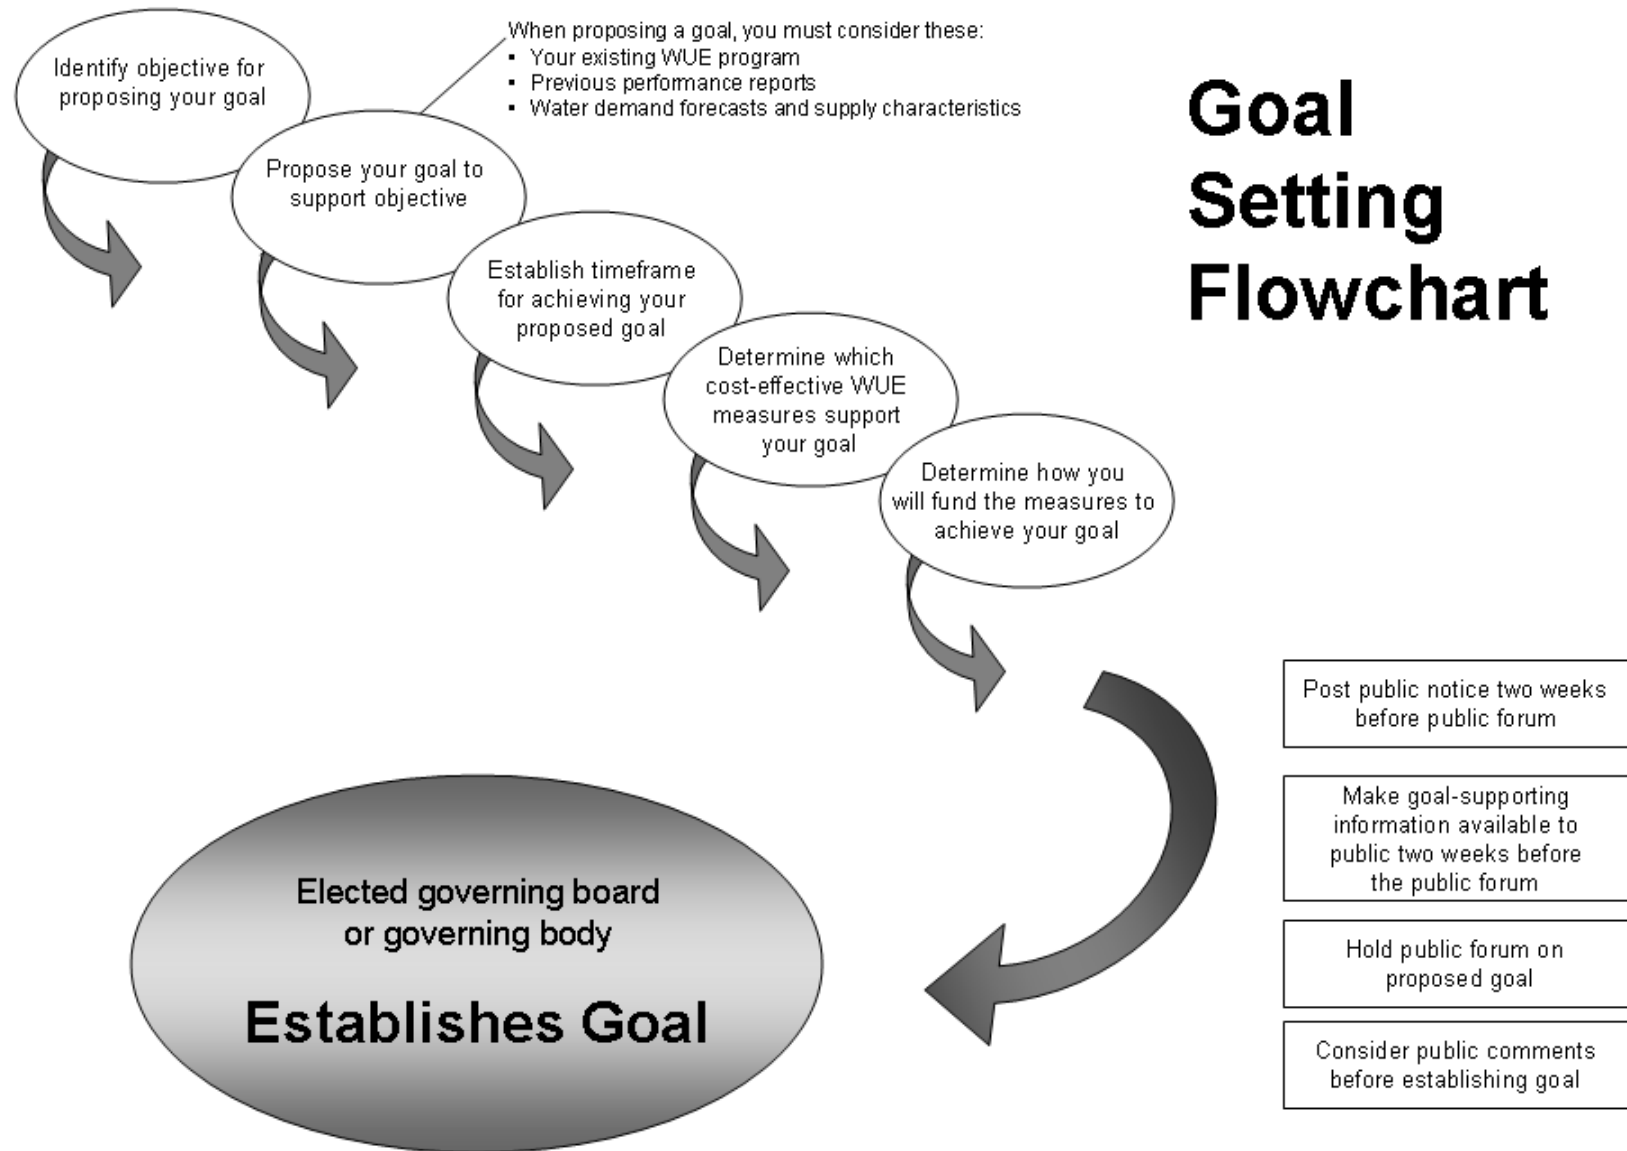 Identify objective for
proposing your goal
When proposing a goal, you must consider these:
▪ Your existing WUE program
▪ Previous performance reports
▪ Water demand forecasts and supply characteristics
Goal
Setting
Flowchart
Propose your goal to
support objective
Establish timeframe
for achieving your
proposed goal
Determine which
cost-effective WUE
measures support
your goal
Determine how you
will fund the measures to
achieve your goal
Post public notice two weeks
before public forum
Make goal-supporting
information available to
public two weeks before
the public forum
Hold public forum on
proposed goal
Consider public comments
before establishing goal
Elected governing board
or governing body
Establishes Goal